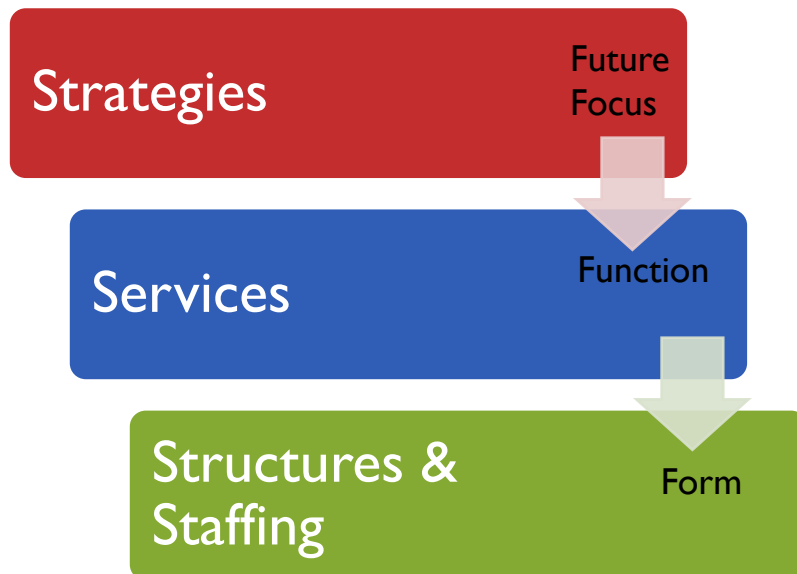 Strategies
Future
Focus
Services
Function
Structures &
Staffing
Form